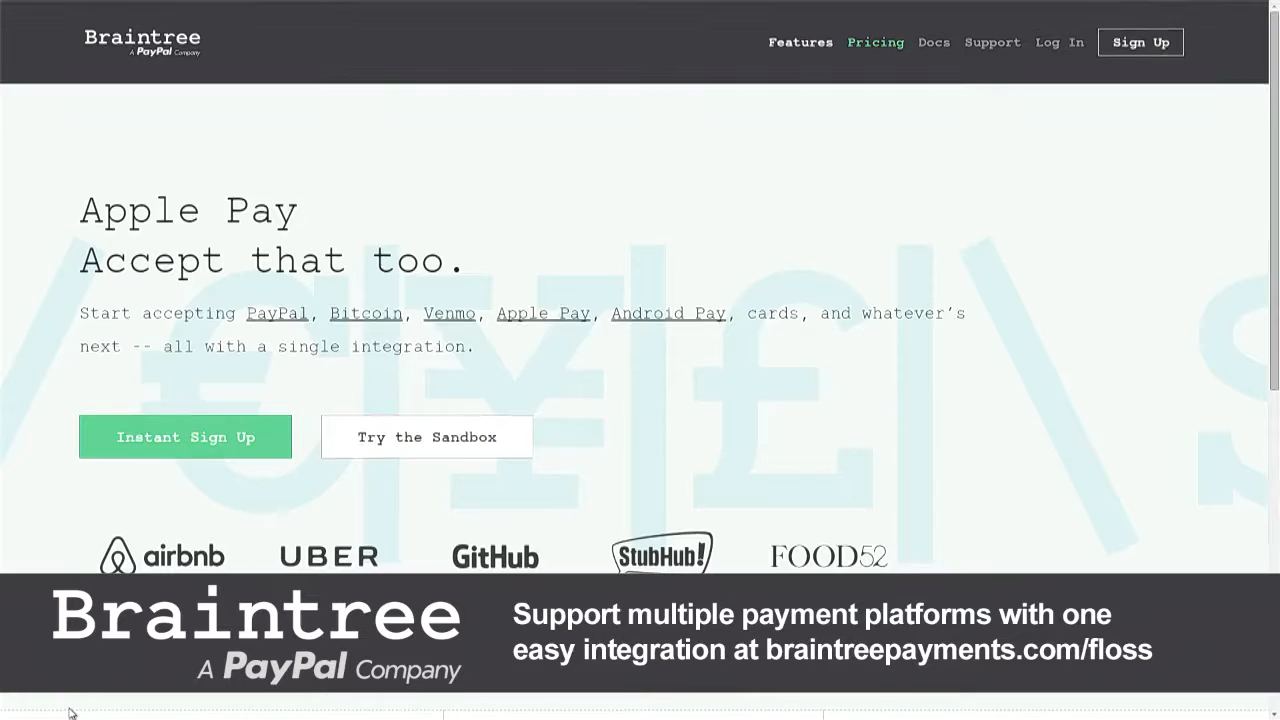 Braintree
A PayPal Company
Features Pricing Docs Support Log In Sign Up
Apple Pay
Accept that too.
Start accepting PayPal, Bitcoin, Venmo, Apple Pay, Android Pay, cards, and whatever’s
next -- all with a single integration.
Instant Sign Up Try the Sandbox
airbnb UBER GitHub StubHub! FOOD52
Braintree
A PayPal Company
Support multiple payment platforms with one
easy integration at braintreepayments.com/floss